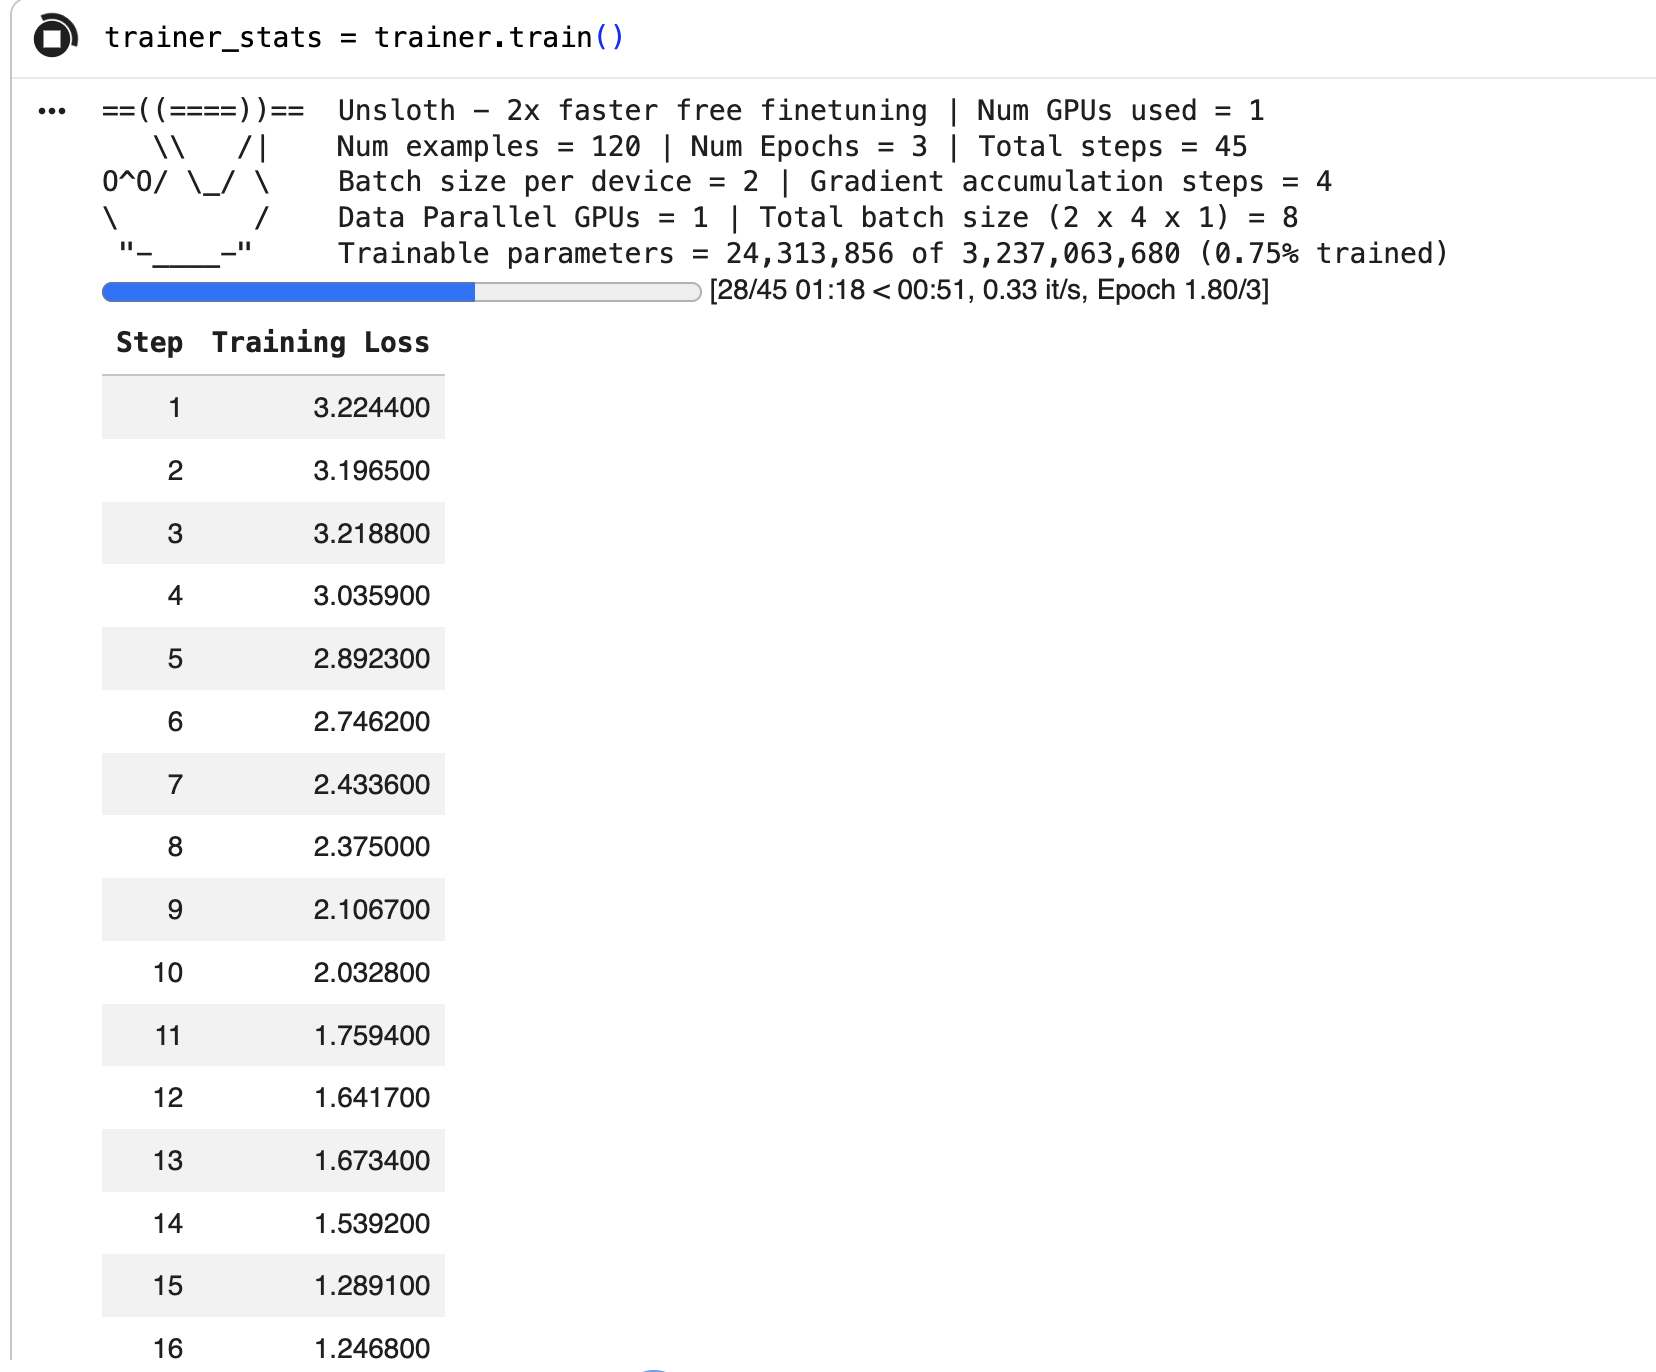 trainer_stats = trainer.train()
==((====))==  Unsloth - 2x faster free finetuning | Num GPUs used = 1
   \\   /|    Num examples = 120 | Num Epochs = 3 | Total steps = 45
O^O/ \_/ \    Batch size per device = 2 | Gradient accumulation steps = 4
\        /    Data Parallel GPUs = 1 | Total batch size (2 x 4 x 1) = 8
 "-____-"     Trainable parameters = 24,313,856 of 3,237,063,680 (0.75% trained)
[28/45 01:18 < 00:51, 0.33 it/s, Epoch 1.80/3]
Step Training Loss
1 3.224400
2 3.196500
3 3.218800
4 3.035900
5 2.892300
6 2.746200
7 2.433600
8 2.375000
9 2.106700
10 2.032800
11 1.759400
12 1.641700
13 1.673400
14 1.539200
15 1.289100
16 1.246800